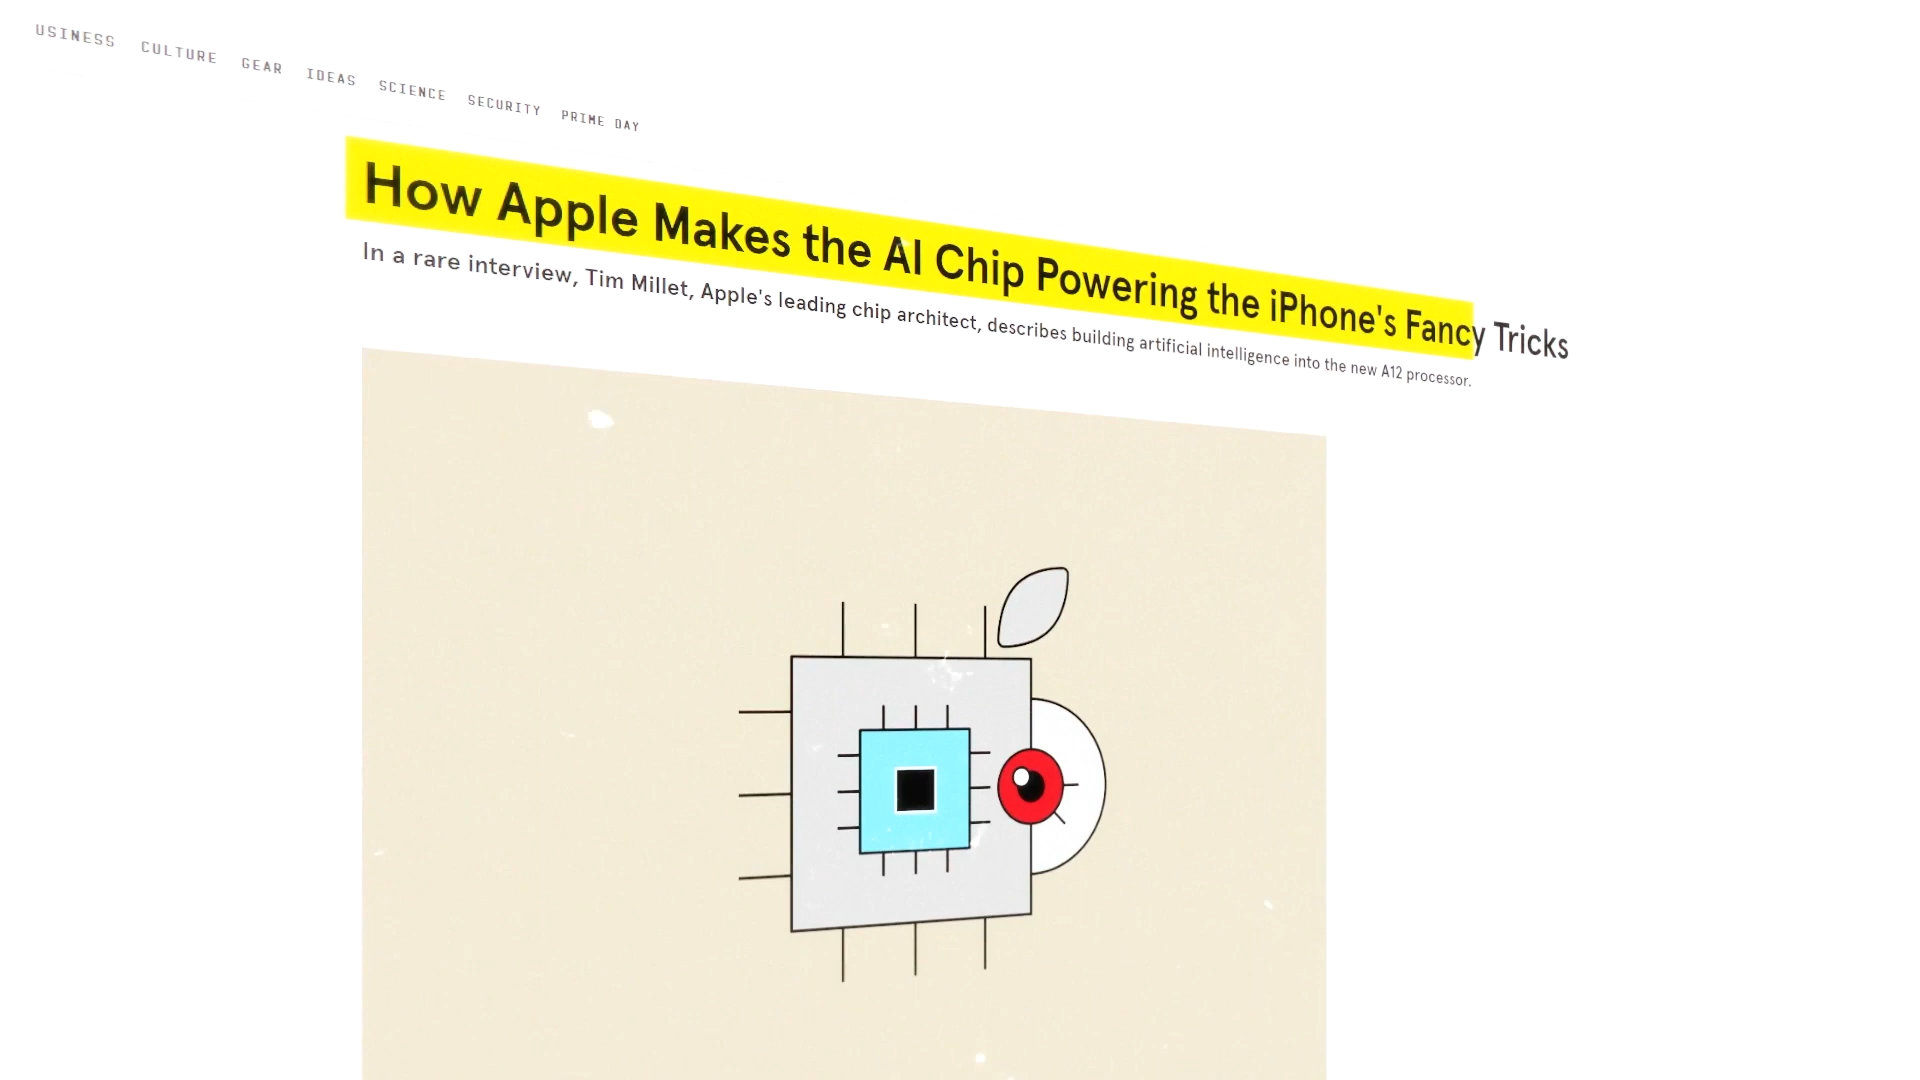 USINESS CULTURE GEAR IDEAS SCIENCE SECURITY PRIME DAY
How Apple Makes the AI Chip Powering the iPhone's Fancy Tricks
In a rare interview, Tim Millet, Apple's leading chip architect, describes building artificial intelligence into the new A12 processor.